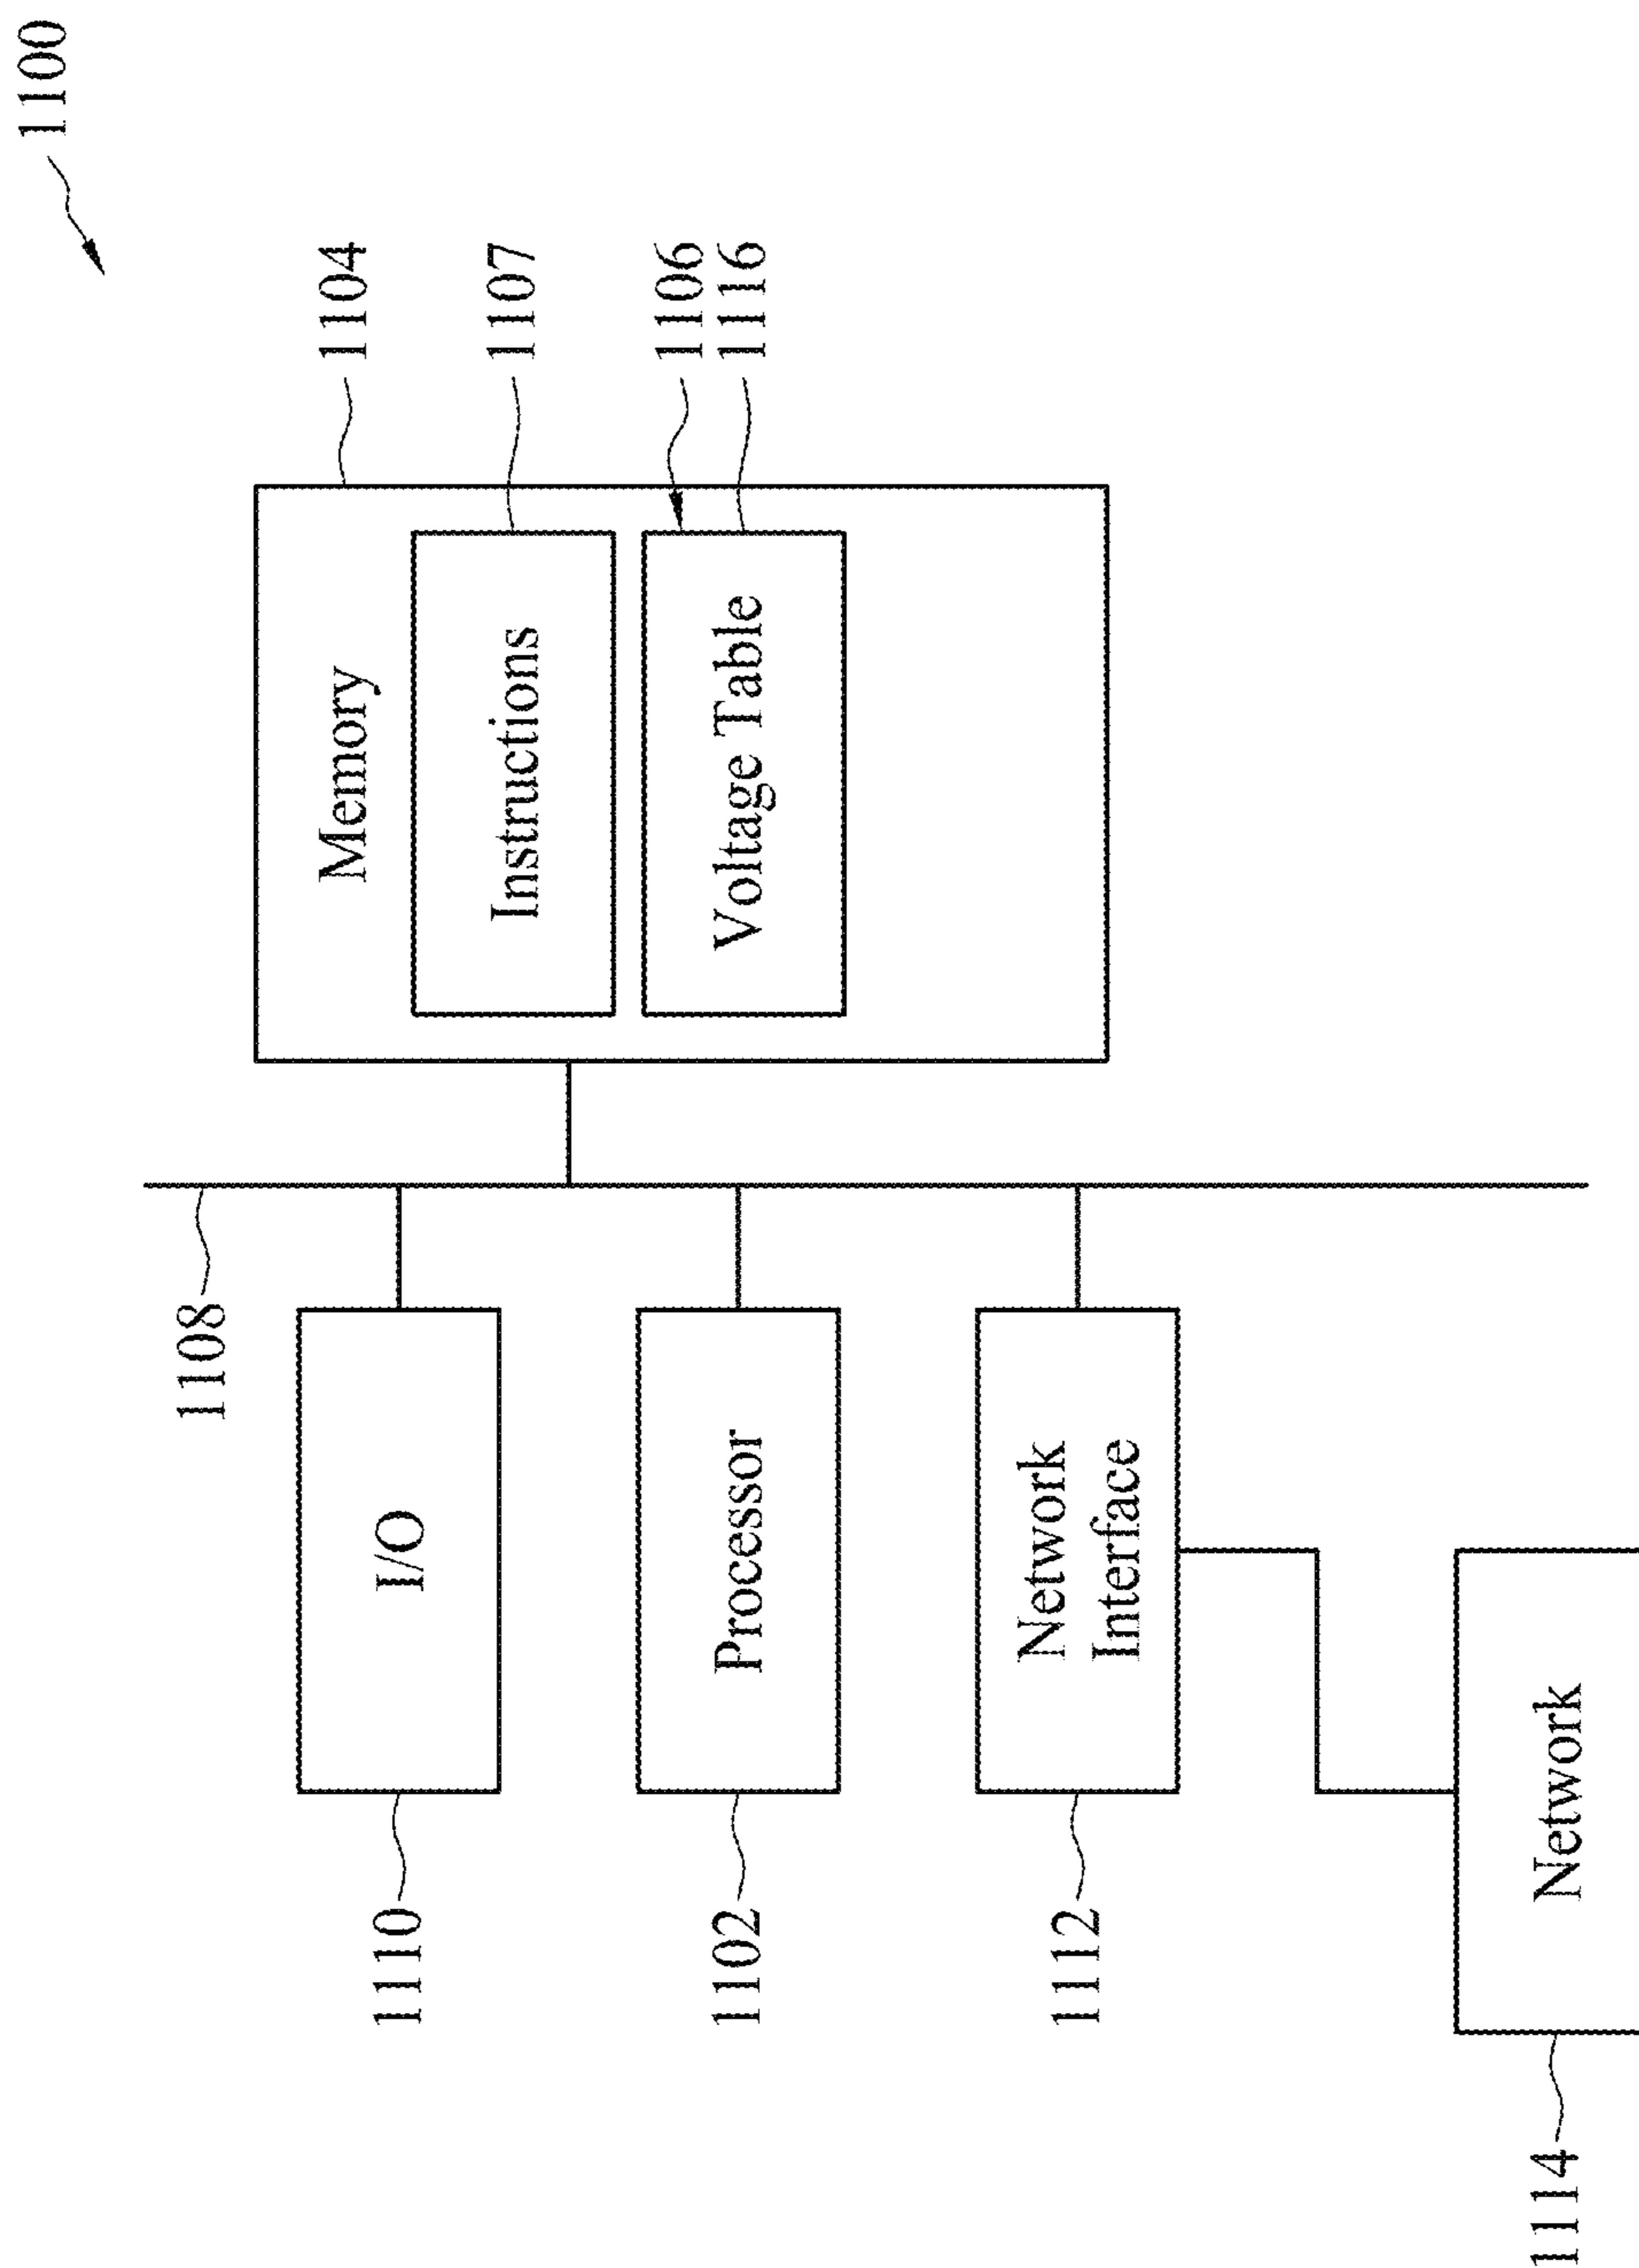 1100
1104
Memory
1107
Instructions
1106
1116
Voltage Table
1108
I/O
1110
Processor
1102
Network
Interface
1112
Network
1114